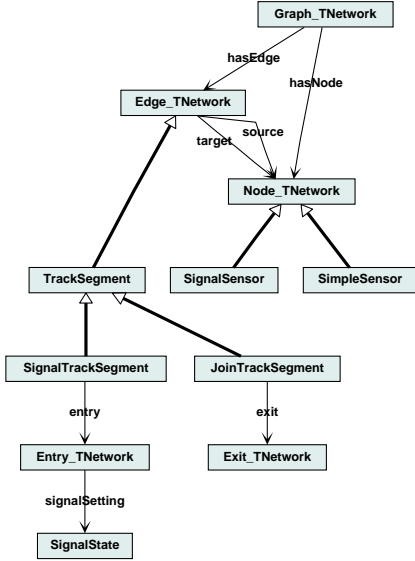 Graph_TNetwork
hasEdge
hasNode
Edge_TNetwork
source
target
Node_TNetwork
TrackSegment
SignalSensor
SimpleSensor
SignalTrackSegment
JoinTrackSegment
entry
exit
Entry_TNetwork
Exit_TNetwork
signalSetting
SignalState